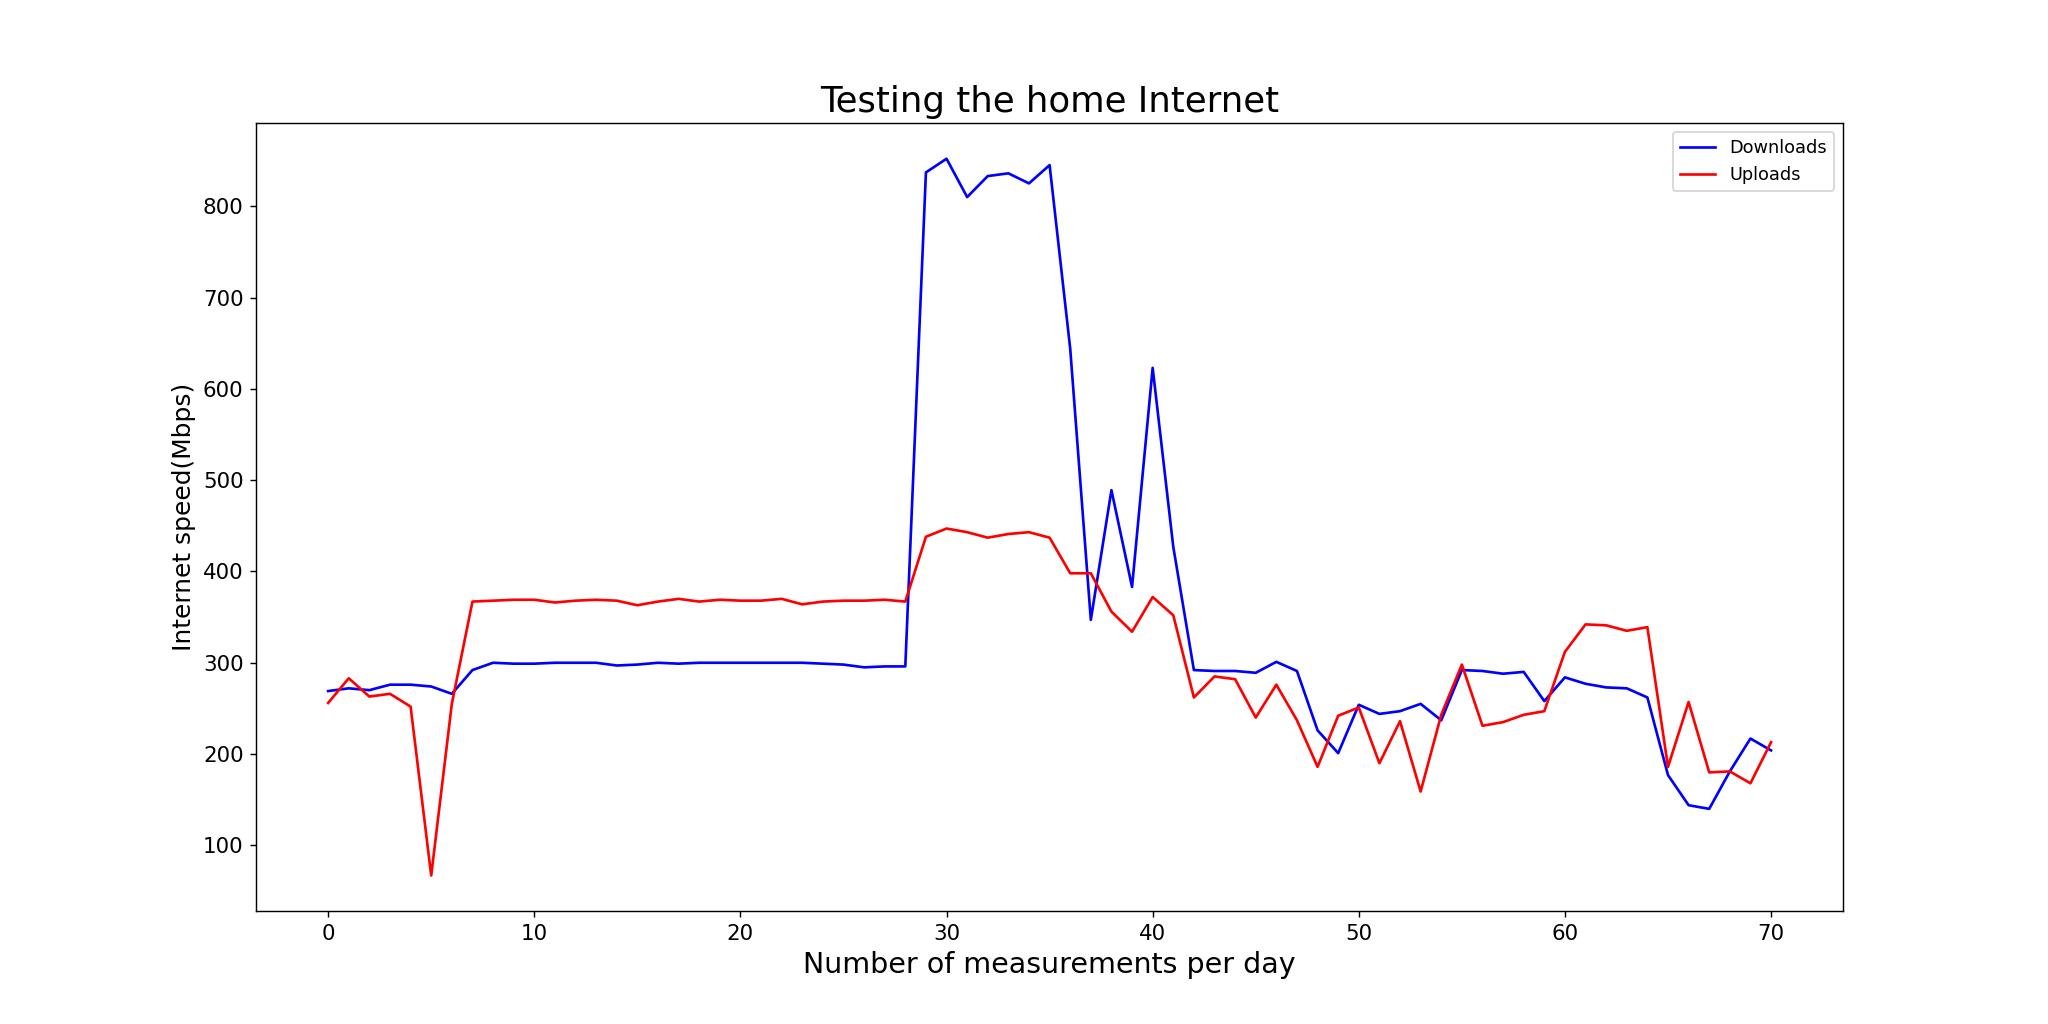 Testing the home Internet
Downloads
Uploads
Internet speed(Mbps)
800
700
600
500
400
300
200
100
0 10 20 30 40 50 60 70
Number of measurements per day